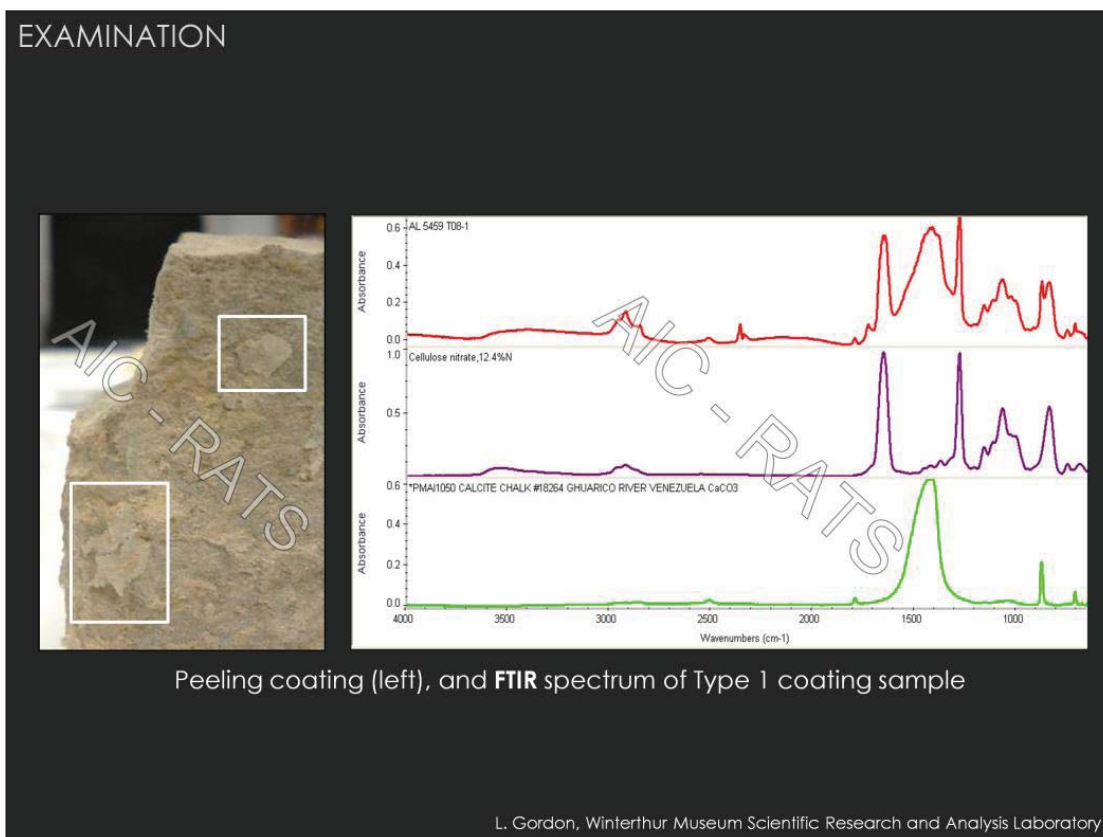 EXAMINATION
AIC - RATS
AIC - RATS
0.6
AL 5459 T08-1
0.4
0.2
0.0
Absorbance
1.0
Cellulose nitrate,12.4%N
0.5
0.0
Absorbance
0.6
*PMAI1050 CALCITE CHALK #18264 GHUARICO RIVER VENEZUELA CaCO3
0.4
0.2
0.0
Absorbance
4000 3500 3000 2500 2000 1500 1000
Wavenumbers (cm-1)
Peeling coating (left), and FTIR spectrum of Type 1 coating sample
L. Gordon, Winterthur Museum Scientific Research and Analysis Laboratory